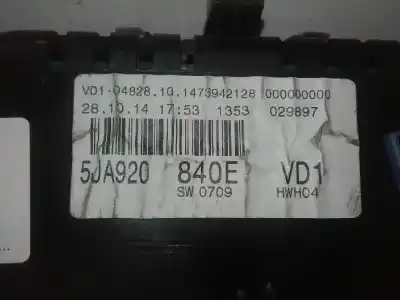 VD1-04828.10.1473942128 000000000
28.10.14 17:53 1353 029897
5JA920 840E VD1
SW 0709 HWH04